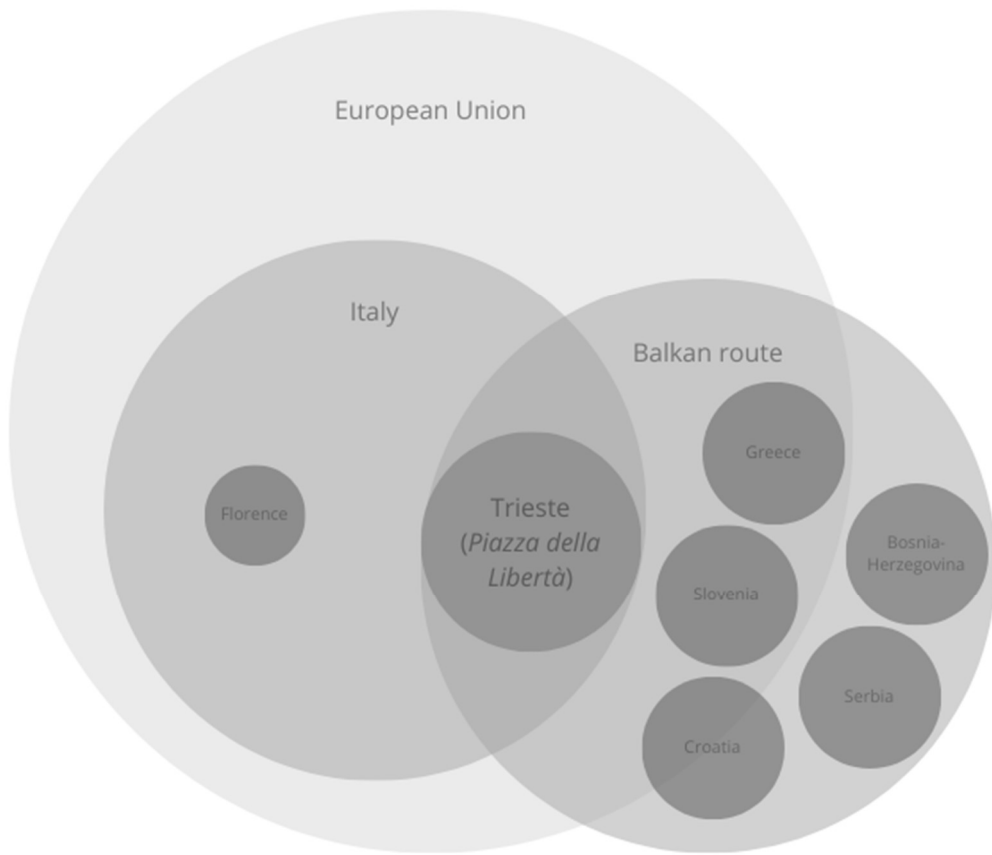 European Union
Italy
Balkan route
Greece
Florence
Trieste
(Piazza della
Libertà)
Bosnia-
Herzegovina
Slovenia
Serbia
Croatia